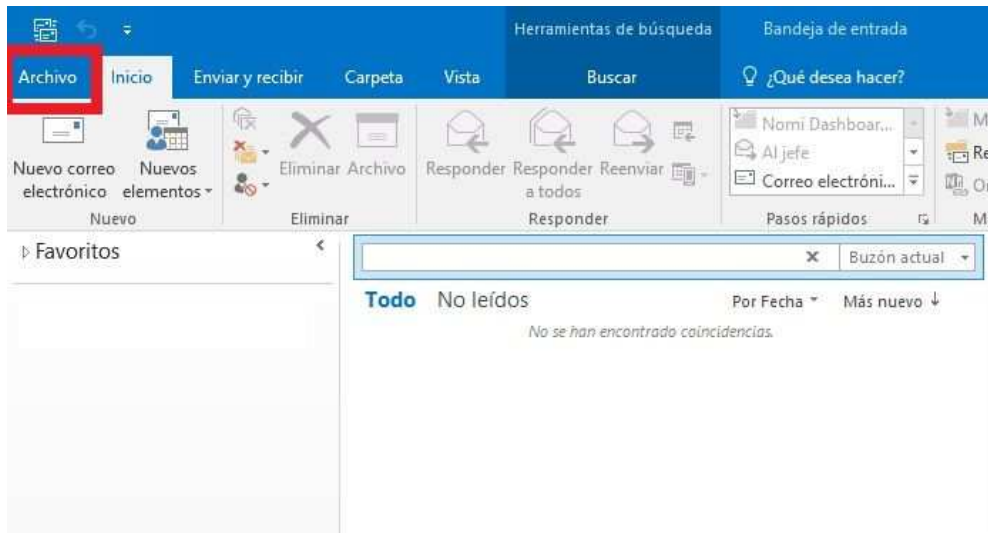 Herramientas de búsqueda Bandeja de entrada
Archivo Inicio Enviar y recibir Carpeta Vista Buscar ¿Qué desea hacer?
Nuevo correo electrónico
Nuevos elementos
Nuevo
Eliminar Archivo
Eliminar
Responder
Responder a todos
Reenviar
Responder
Nomi Dashboar...
Al jefe
Correo electróni...
Pasos rápidos
M
Re
M
Favoritos
Buzón actual
Todo No leídos Por Fecha Más nuevo
No se han encontrado coincidencias.